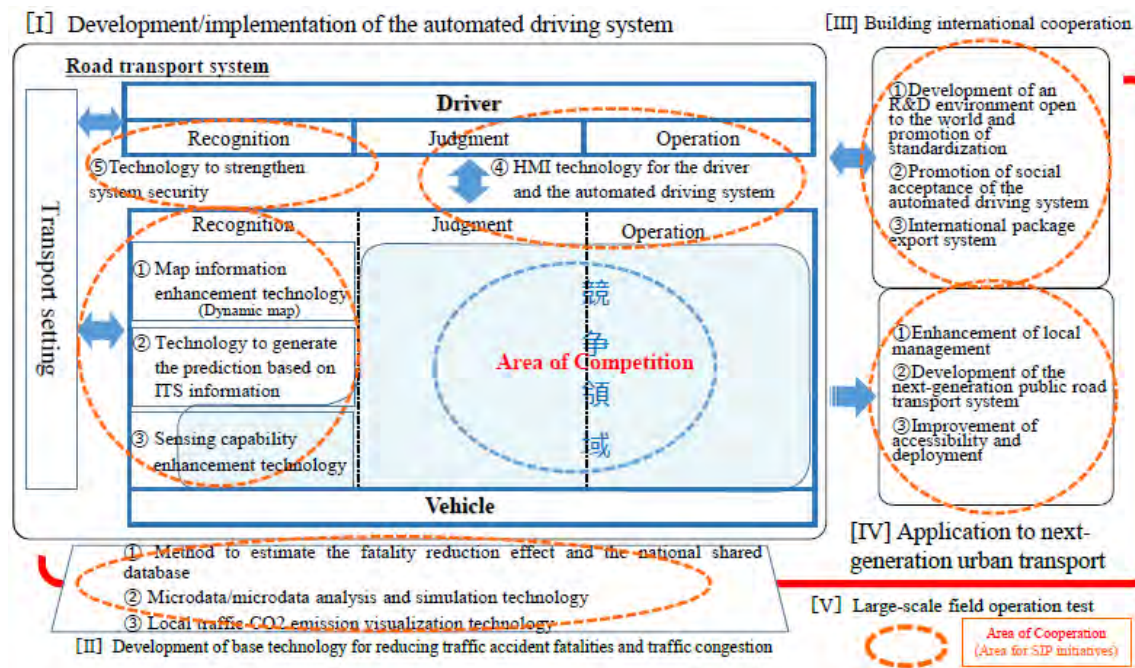 [I] Development/implementation of the automated driving system
Road transport system
Transport seting
Driver
Recognition
Judgment
Operation
⑤Technology to strengthen
system security
④ HMI technology for the driver
and the automated driving system
Recognition
Judgment
Operation
① Map information
enhancement technology
(Dynamic map)
② Technology to generate
the prediction based on
ITS information
③ Sensing capability
enhancement technology
競
争
領
域
Area of Competition
Vehicle
① Method to estimate the fatality reduction effect and the national shared
database
② Microdata/microdata analysis and simulation technology
③ Local traffic CO2 emission visualization technology
[II] Development of base technology for reducing traffic accident fatalities and traffic congestion
[III] Building international cooperation
①Development of an
R&D environment open
to the world and
promotion of
standardization
②Promotion of social
acceptance of the
automated driving system
③International package
export system
①Enhancement of local
management
②Development of the
next-generation public road
transport system
③Improvement of
accessibility and
deployment
[IV] Application to next-
generation urban transport
[V] Large-scale field operation test
Area of Cooperation
(Area for SIP initiatives)